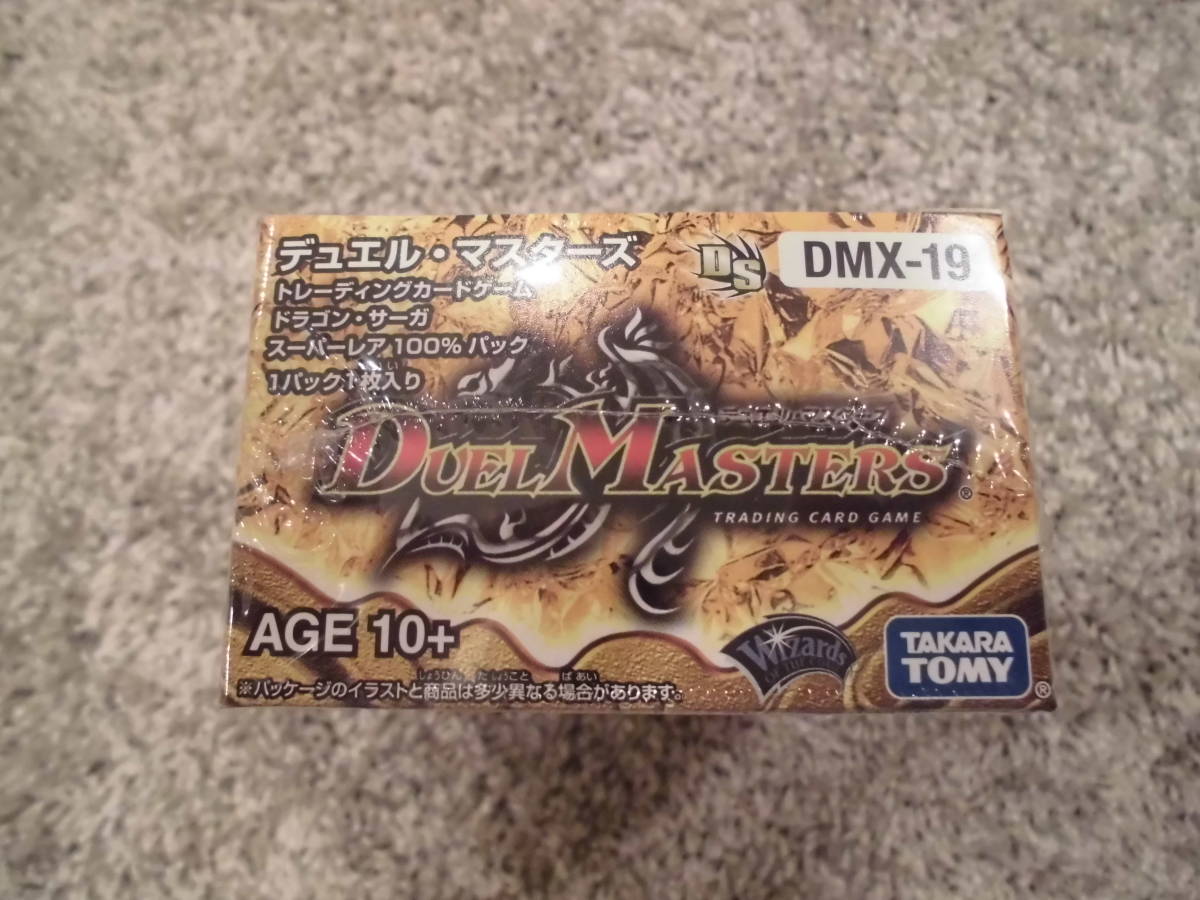 デュエル・マスターズ
DS
DMX-19
トレーディングカードゲーム
ドラゴン・サーガ
スーパーレア 100% パック
1パック1枚入り
DUEL MASTERS®
TRADING CARD GAME
AGE 10+
Wizards
OF THE
TAKARA
TOMY®
※パッケージのイラストと商品は多少異なる場合があります。